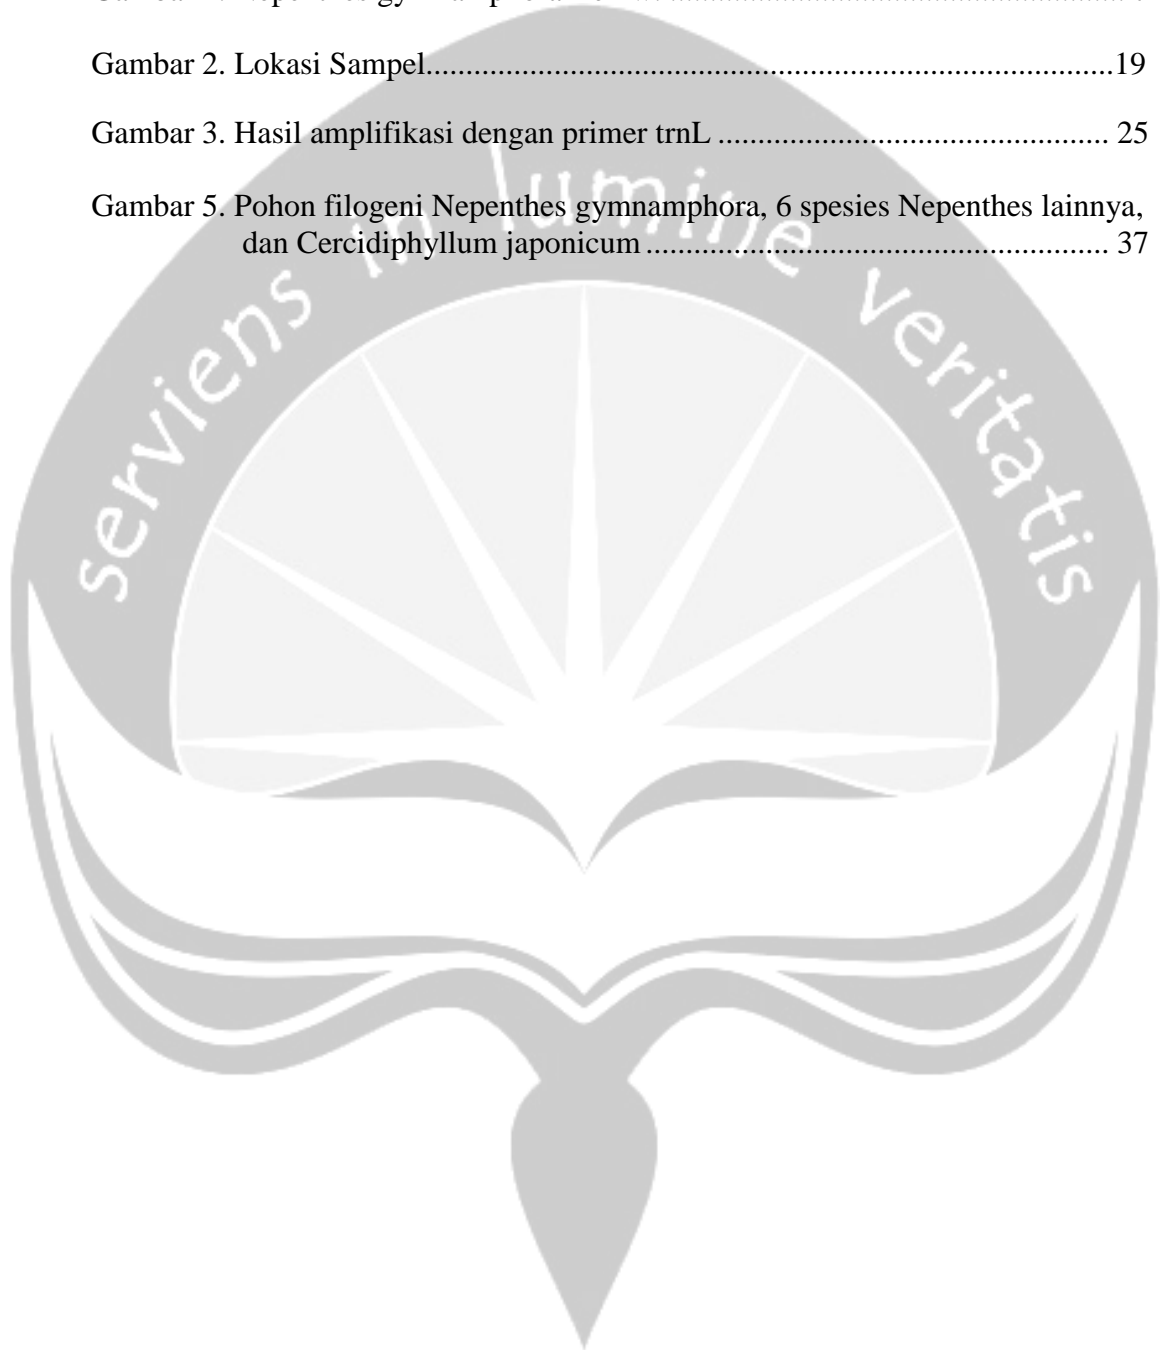 Gambar 2. Lokasi Sampel.......................................................................................19
Gambar 3. Hasil amplifikasi dengan primer trnL ................................................ 25
Gambar 5. Pohon filogeni Nepenthes gymnamphora, 6 spesies Nepenthes lainnya,
dan Cercidiphyllum japonicum ......................................................... 37
serviens in lumine veritatis